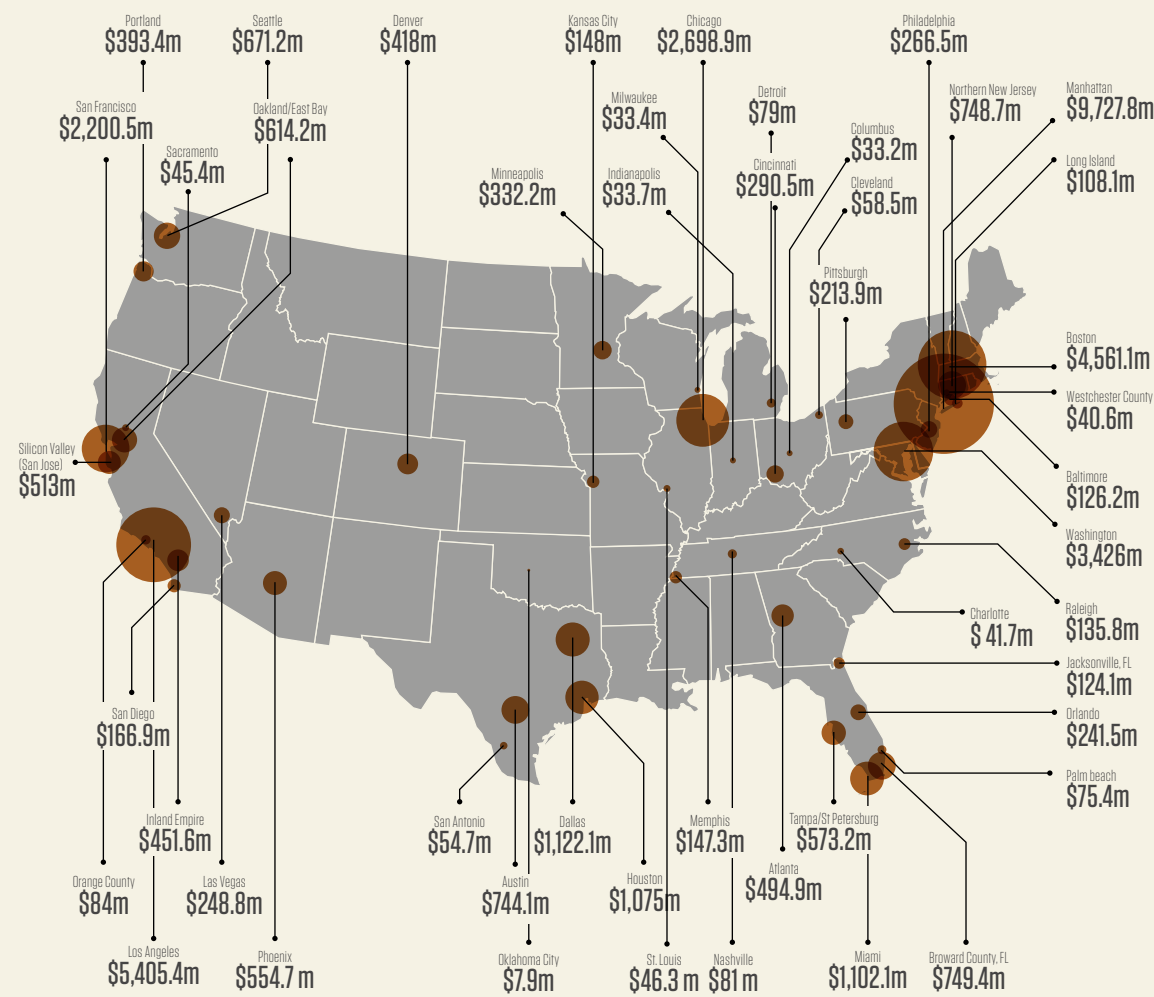 Portland
$393.4m
Seattle
$671.2m
Denver
$418m
Kansas City
$148m
Chicago
$2,698.9m
Philadelphia
$266.5m
San Francisco
$2,200.5m
Oakland/East Bay
$614.2m
Sacramento
$45.4m
Milwaukee
$33.4m
Detroit
$79m
Northern New Jersey
$748.7m
Manhattan
$9,727.8m
Columbus
$33.2m
Minneapolis
$332.2m
Indianapolis
$33.7m
Cincinnati
$290.5m
Cleveland
$58.5m
Long Island
$108.1m
Pittsburgh
$213.9m
Boston
$4,561.1m
Westchester County
$40.6m
Silicon Valley
(San Jose)
$513m
Baltimore
$126.2m
Washington
$3,426m
Charlotte
$ 41.7m
Raleigh
$135.8m
Jacksonville, FL
$124.1m
San Diego
$166.9m
Orlando
$241.5m
Palm beach
$75.4m
Inland Empire
$451.6m
San Antonio
$54.7m
Dallas
$1,122.1m
Memphis
$147.3m
Tampa/St Petersburg
$573.2m
Orange County
$84m
Las Vegas
$248.8m
Austin
$744.1m
Houston
$1,075m
Atlanta
$494.9m
Los Angeles
$5,405.4m
Phoenix
$554.7 m
Oklahoma City
$7.9m
St. Louis
$46.3 m
Nashville
$81 m
Miami
$1,102.1m
Broward County, FL
$749.4m